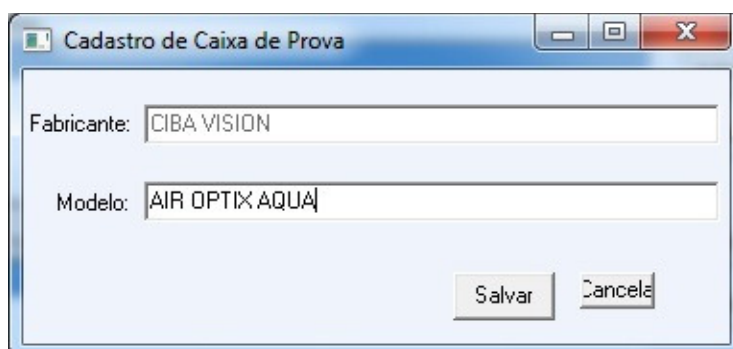 Cadastro de Caixa de Prova
Fabricante: CIBA VISION
Modelo: AIR OPTIX AQUA
Salvar Cancela